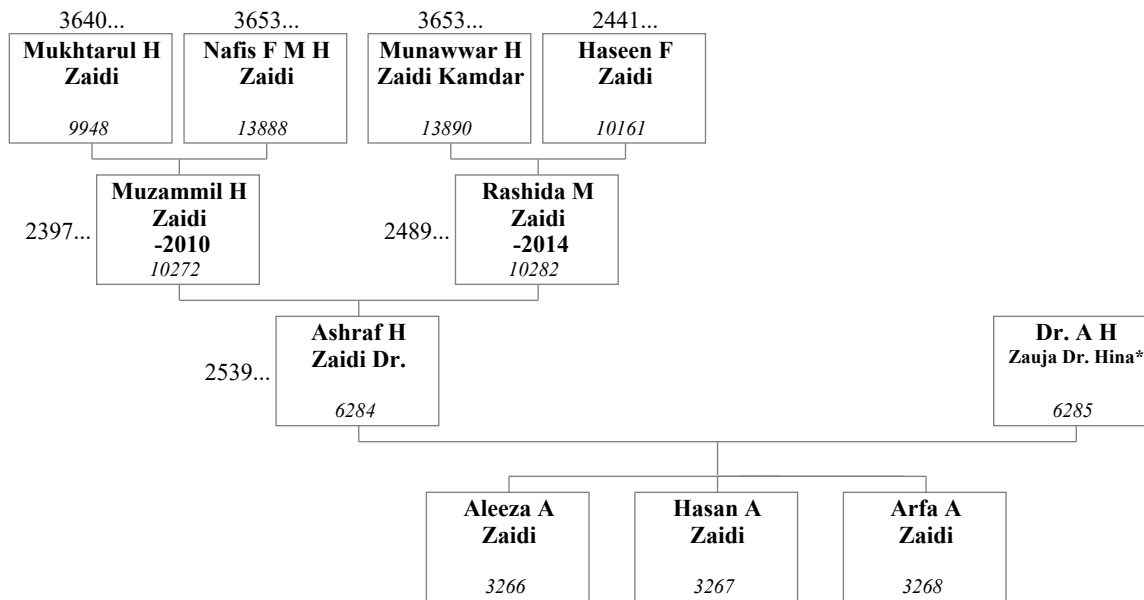 3640...
3653...
3653...
2441...
Mukhtarul H
Zaidi
9948
Nafis F M H
Zaidi
13888
Munawwar H
Zaidi Kamdar
13890
Haseen F
Zaidi
10161
2397...
Muzammil H
Zaidi
-2010
10272
2489...
Rashida M
Zaidi
-2014
10282
2539...
Ashraf H
Zaidi Dr.
6284
Dr. A H
Zauja Dr. Hina*
6285
Aleeza A
Zaidi
3266
Hasan A
Zaidi
3267
Arfa A
Zaidi
3268